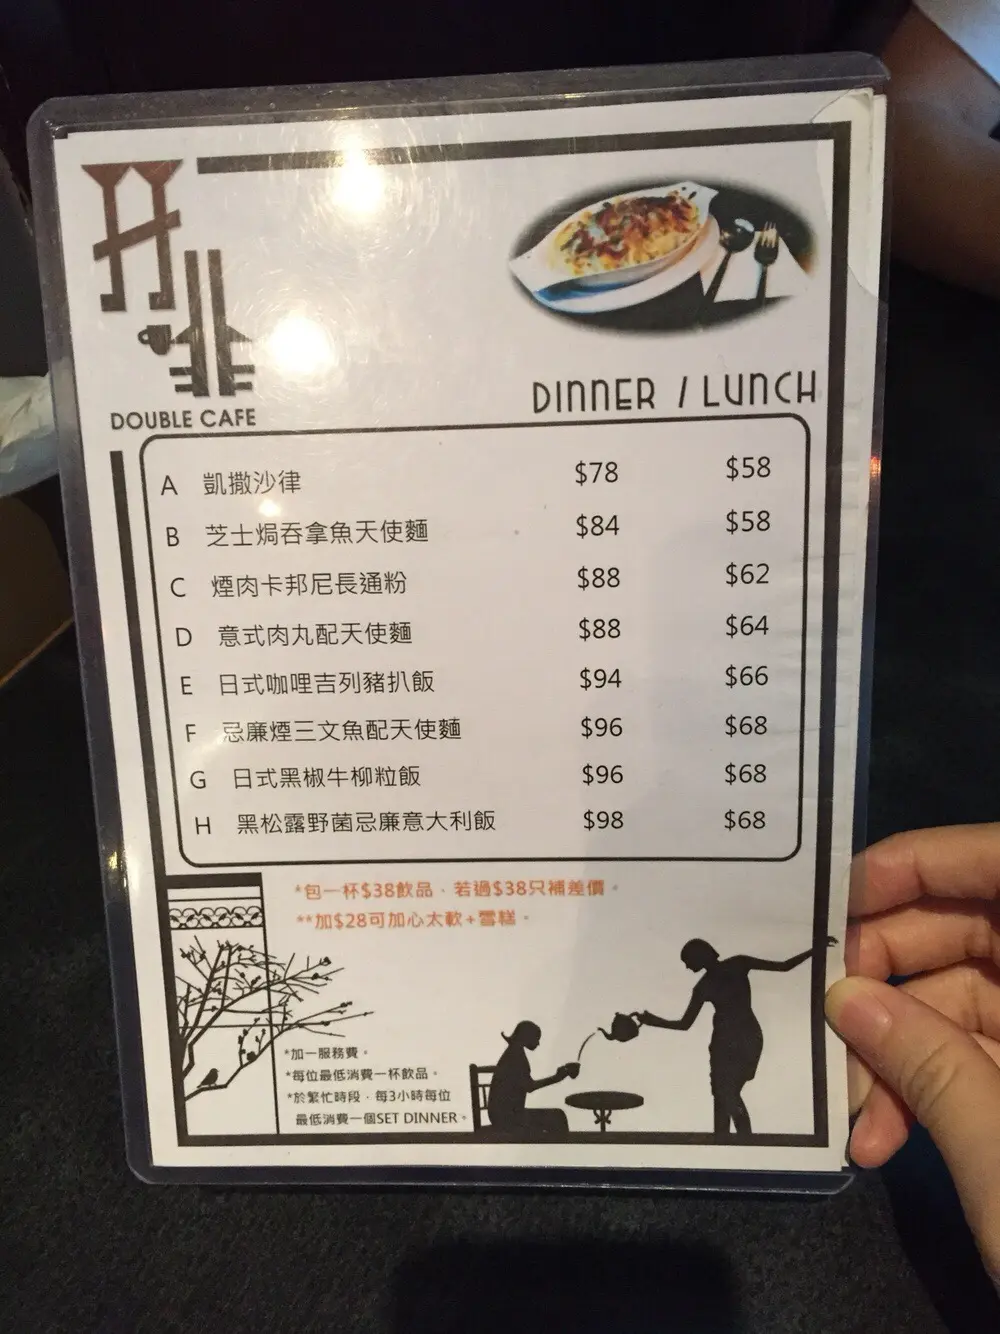 DOUBLE CAFE
DINNER / LUNCH
A 凱撒沙律 $78 $58
B 芝士焗吞拿魚天使麵 $84 $58
C 煙肉卡邦尼長通粉 $88 $62
D 意式肉丸配天使麵 $88 $64
E 日式咖哩吉列豬扒飯 $94 $66
F 忌廉煙三文魚配天使麵 $96 $68
G 日式黑椒牛柳粒飯 $96 $68
H 黑松露野菌忌廉意大利飯 $98 $68
*包一杯$38飲品，若過$38只補差價。
**加$28可加心太軟+雪糕。
*加一服務費。
*每位最低消費一杯飲品。
*於繁忙時段，每3小時每位
最低消費一個SET DINNER。